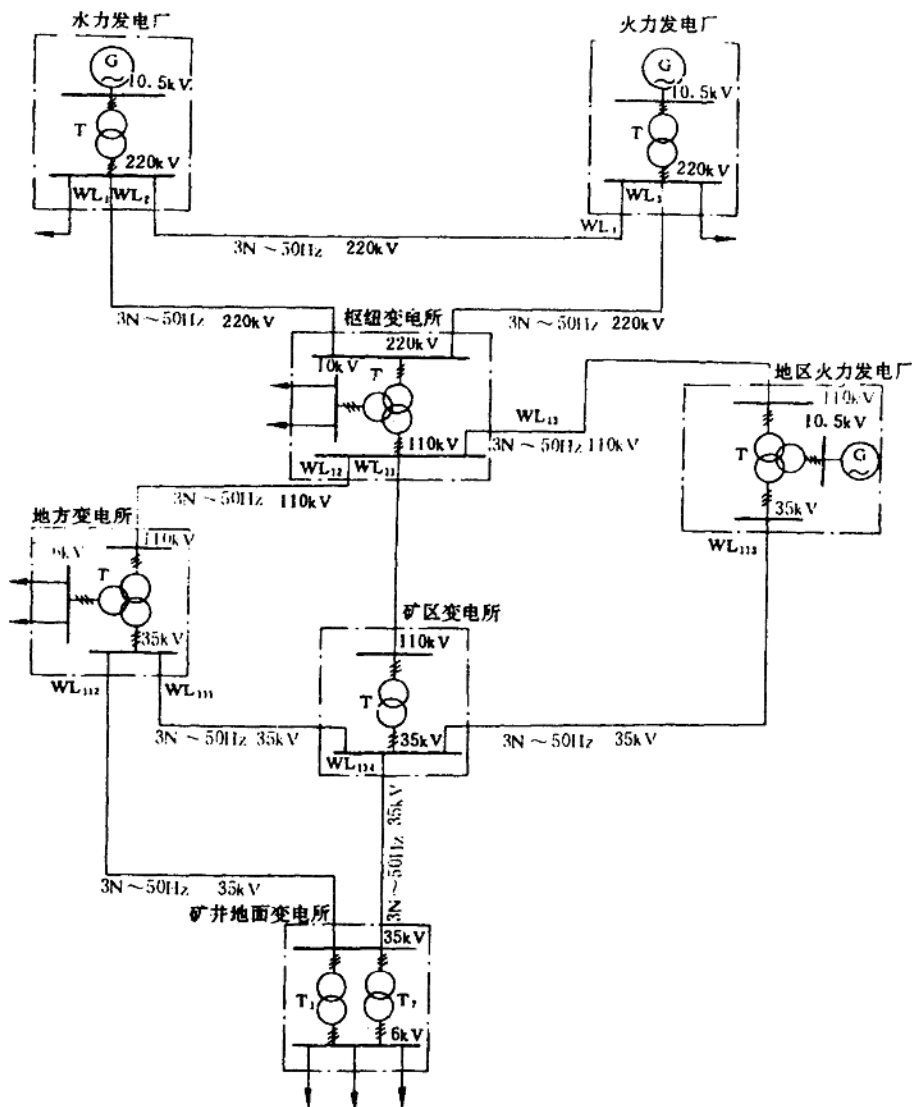 水力发电厂
火力发电厂
G
10.5kV
G
10.5kV
T
T
220kV
220kV
WL₁
WL₂
WL₃
3N～50Hz 220kV
3N～50Hz 220kV
枢纽变电所
3N～50Hz 220kV
220kV
10kV
T
地区火力发电厂
110kV
WL₁₃
10.5kV
110kV
3N～50Hz 110kV
T
G
WL₁₂
WL₁₁
3N～50Hz 110kV
35kV
地方变电所
110kV
WL₁₁₃
T
矿区变电所
35kV
110kV
WL₁₁₂
WL₁₁₁
T
3N～50Hz 35kV
35kV
3N～50Hz 35kV
WL₁₁₄
3N～50Hz 35kV
3N～50Hz 35kV
矿井地面变电所
35kV
T₁
6kV